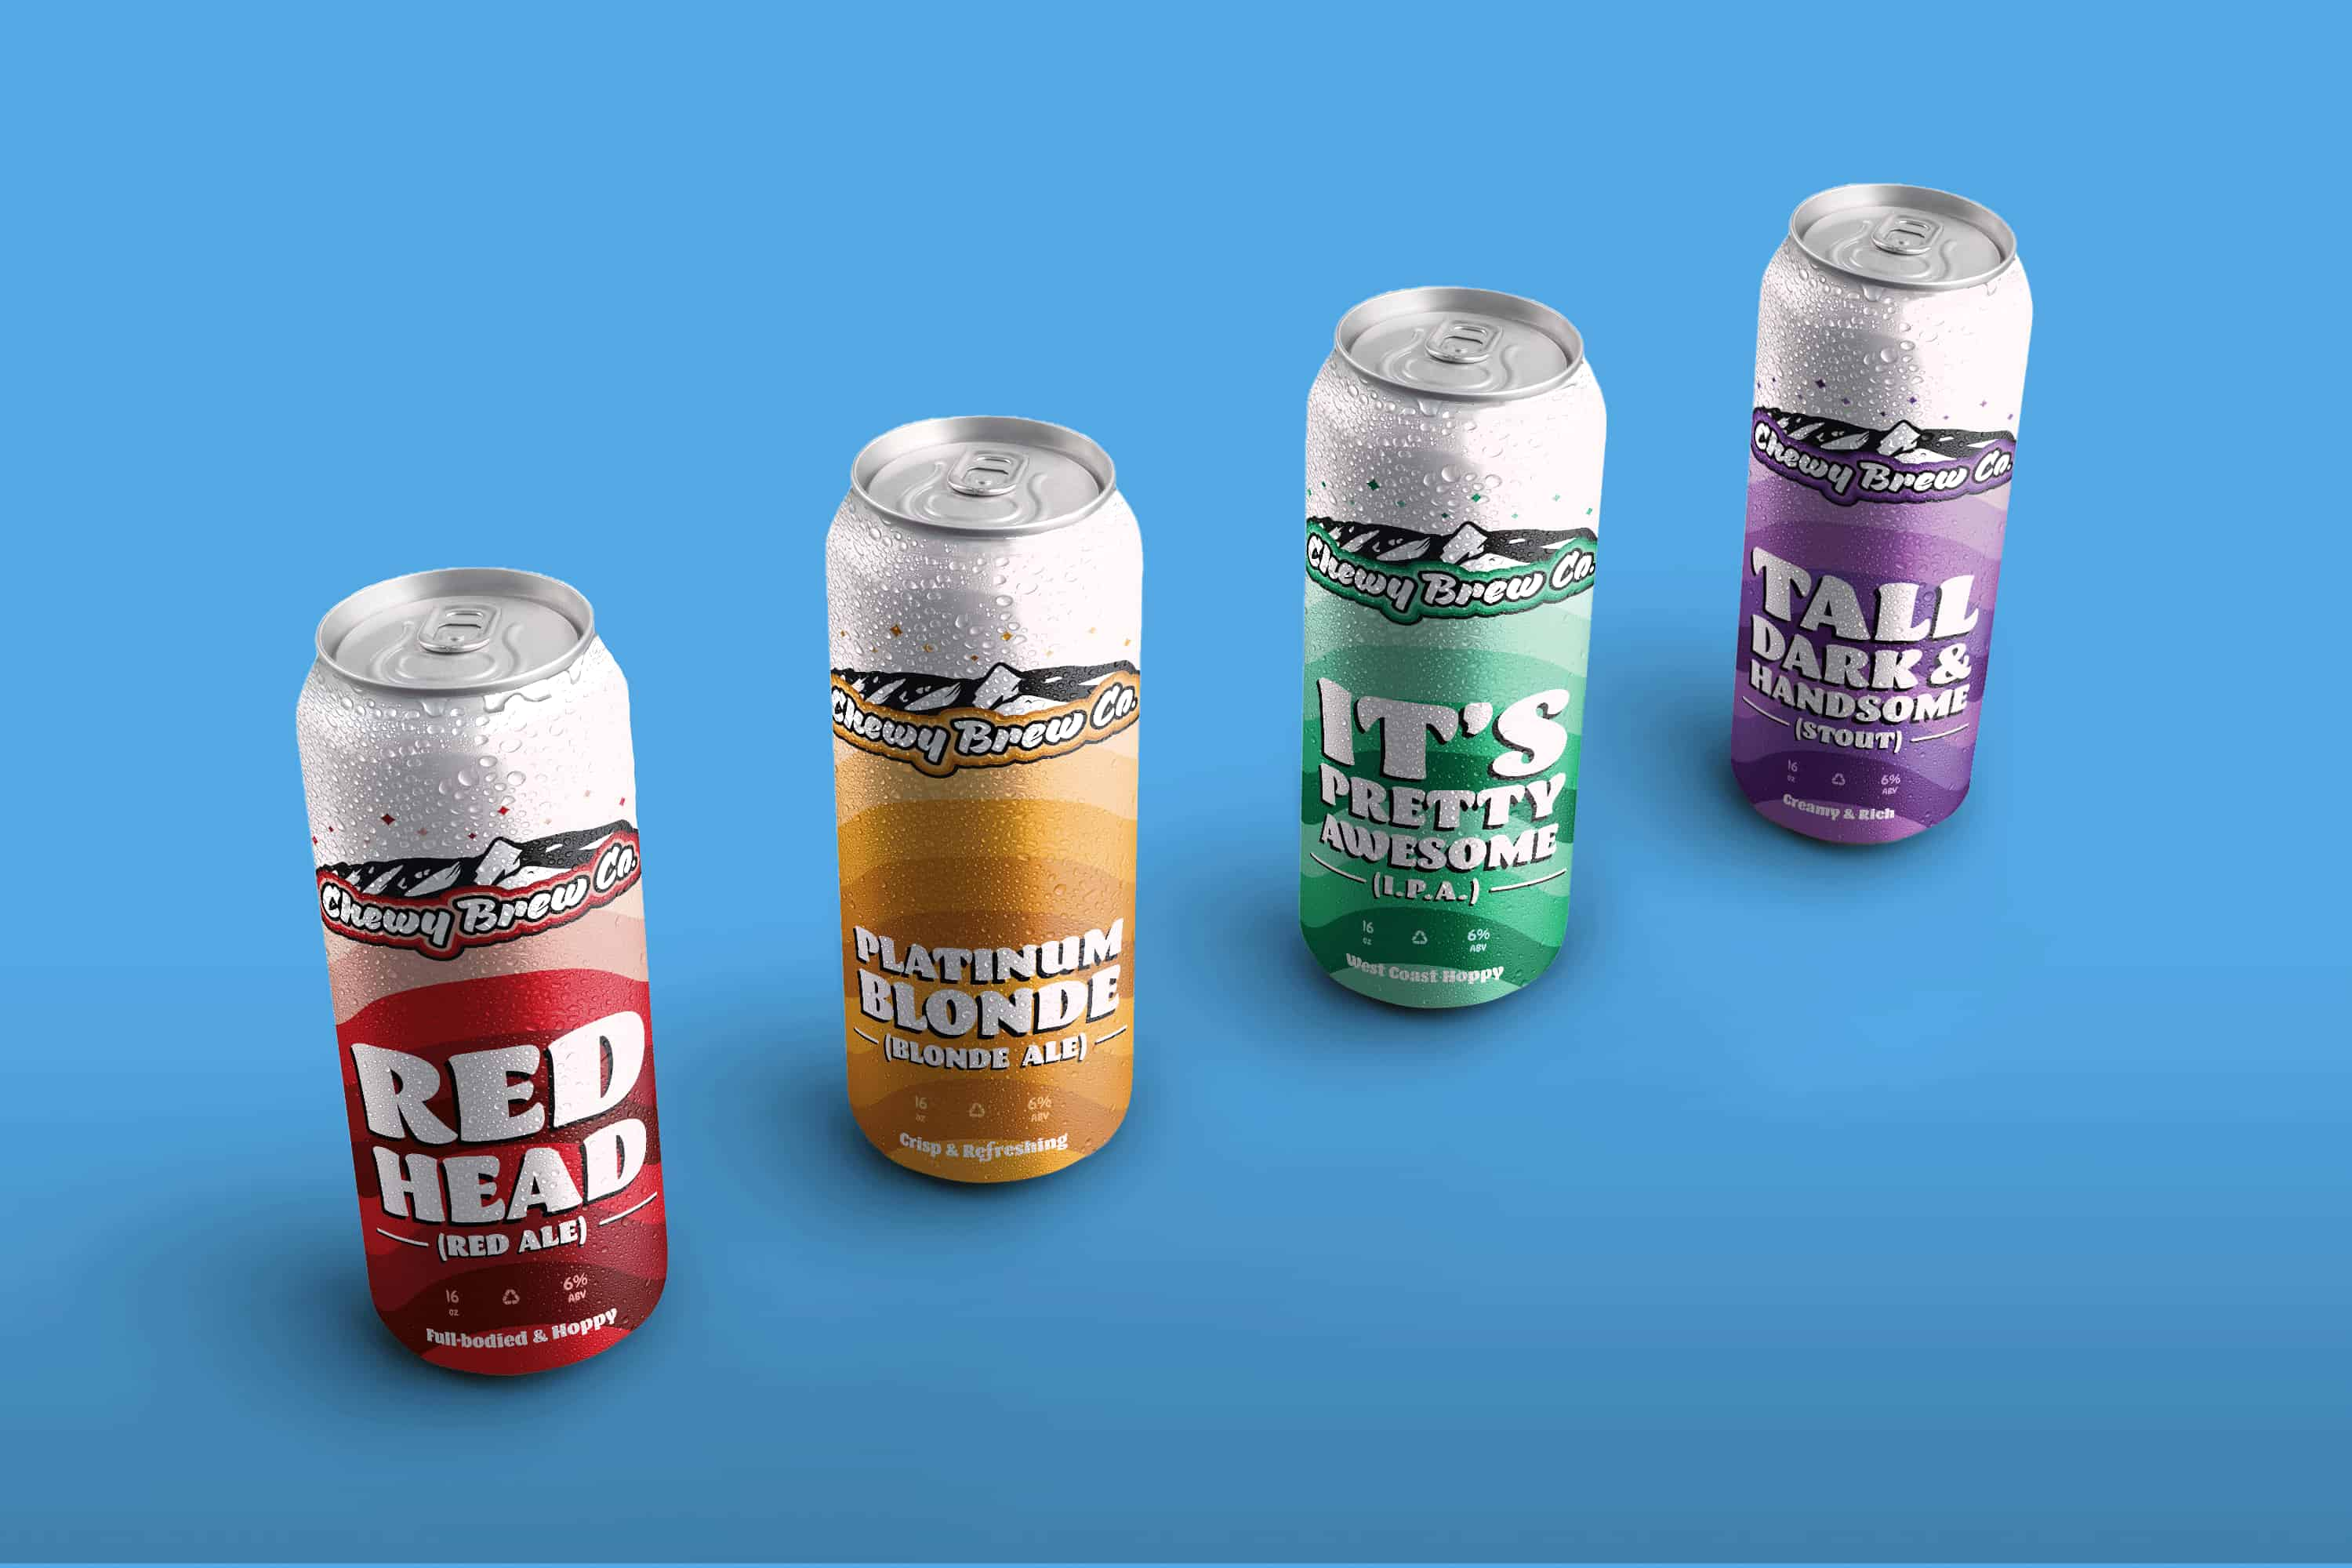 Chewy Brew Co.
RED
HEAD
(RED ALE)
16
oz
6%
ABV
Full-bodied & Hoppy
Chewy Brew Co.
PLATINUM
BLONDE
(BLONDE ALE)
16
oz
6%
ABV
Crisp & Refreshing
Chewy Brew Co.
IT'S
PRETTY
AWESOME
(I.P.A.)
16
oz
6%
ABV
West Coast Hoppy
Chewy Brew Co.
TALL
DARK &
HANDSOME
(STOUT)
16
oz
6%
ABV
Creamy & Rich